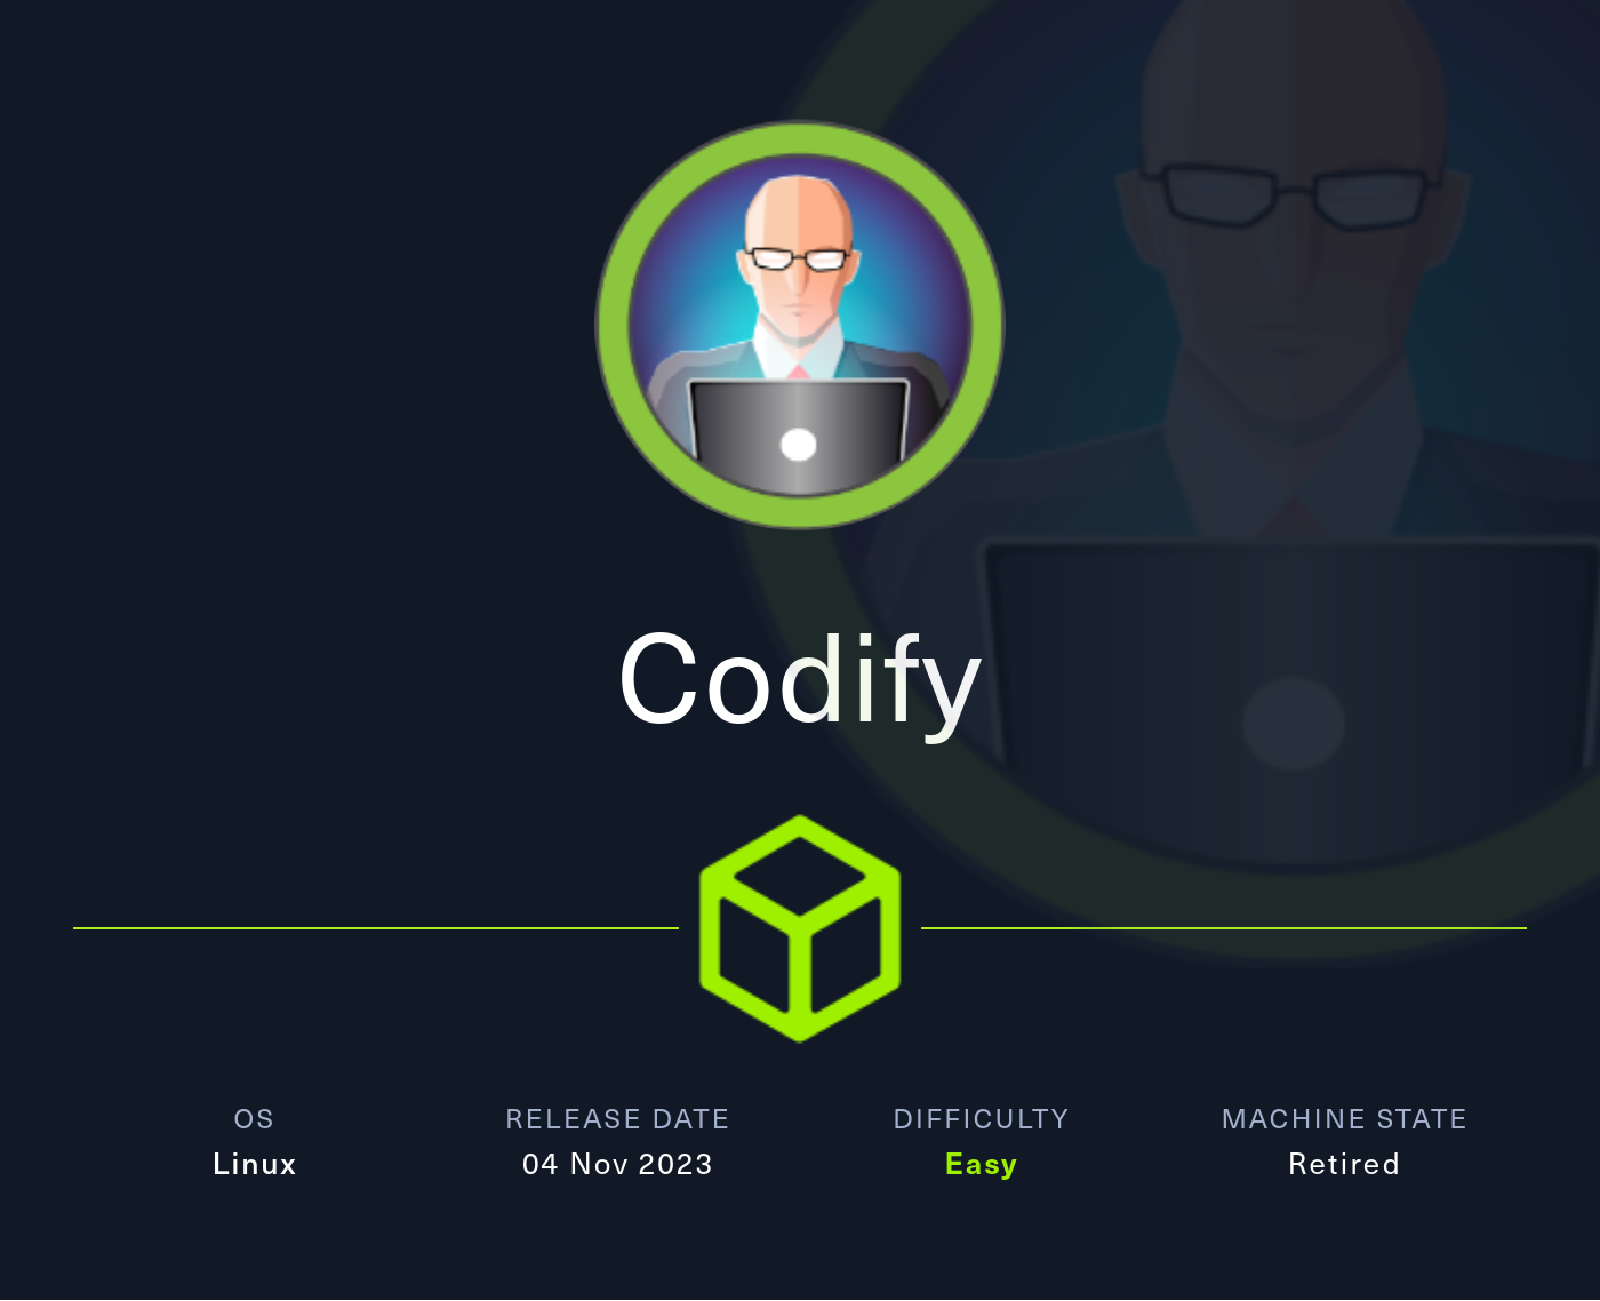 Codify
OS
Linux
RELEASE DATE
04 Nov 2023
DIFFICULTY
Easy
MACHINE STATE
Retired